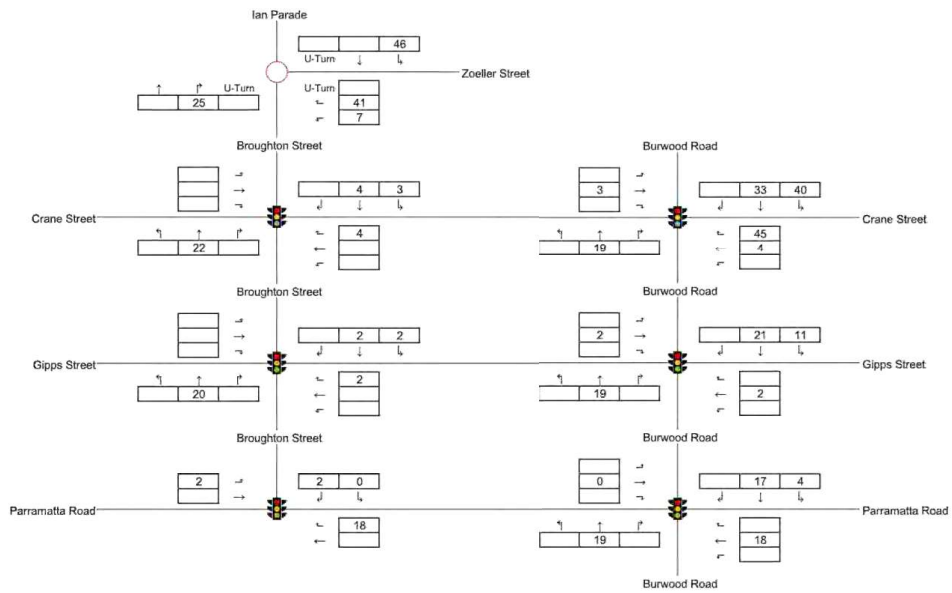 Ian Parade
46
U-Turn ↓ ↳
Zoeller Street
↑ ↱ U-Turn
25
U-Turn
41
7
Broughton Street
Burwood Road
4 3
3
33 40
Crane Street
Crane Street
22
4
19
45
4
Broughton Street
Burwood Road
2 2
2
21 11
Gipps Street
Gipps Street
20
2
19
2
Broughton Street
Burwood Road
2
2 0
0
17 4
Parramatta Road
Parramatta Road
18
19
18
Burwood Road